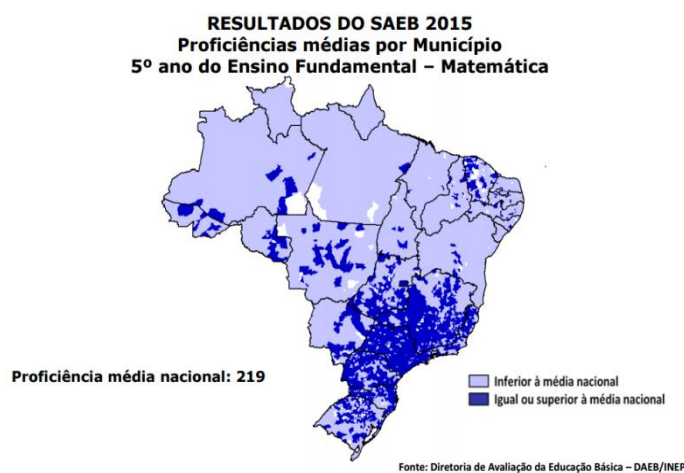 RESULTADOS DO SAEB 2015
Proficiências médias por Município
5º ano do Ensino Fundamental – Matemática
Proficiência média nacional: 219
Inferior à média nacional
Igual ou superior à média nacional
Fonte: Diretoria de Avaliação da Educação Básica – DAEB/INEP